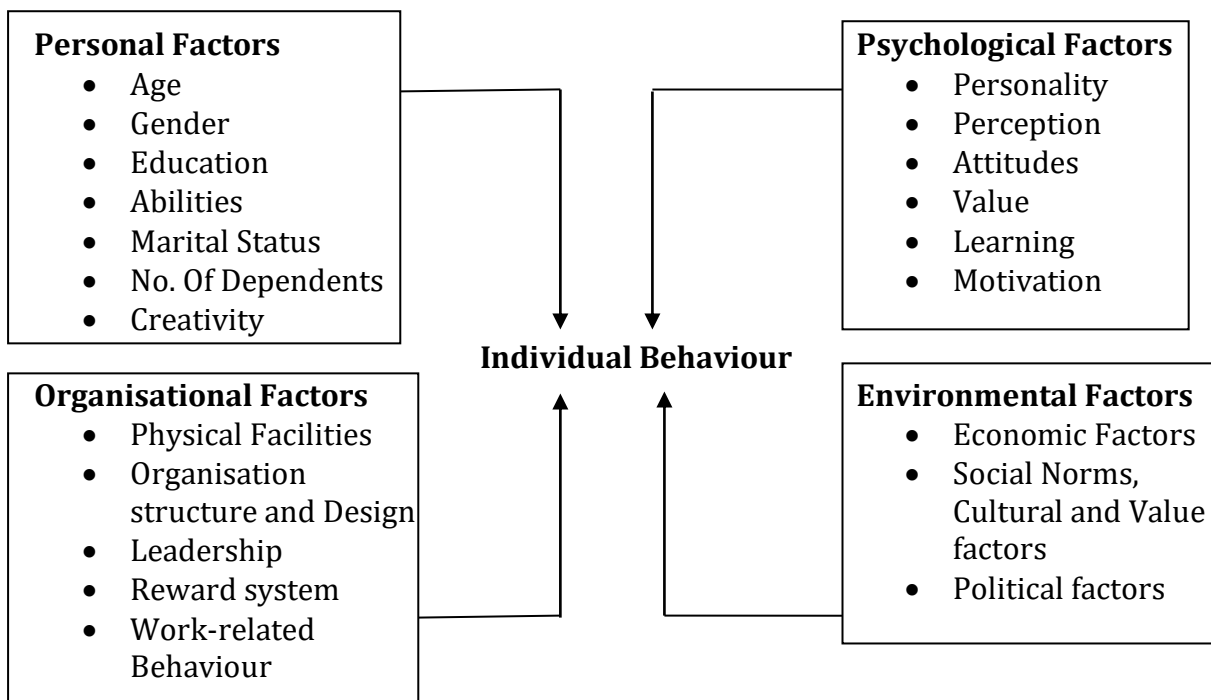 Personal Factors
• Age
• Gender
• Education
• Abilities
• Marital Status
• No. Of Dependents
• Creativity
Psychological Factors
• Personality
• Perception
• Attitudes
• Value
• Learning
• Motivation
Individual Behaviour
Organisational Factors
• Physical Facilities
• Organisation
structure and Design
• Leadership
• Reward system
• Work-related
Behaviour
Environmental Factors
• Economic Factors
• Social Norms,
Cultural and Value
factors
• Political factors